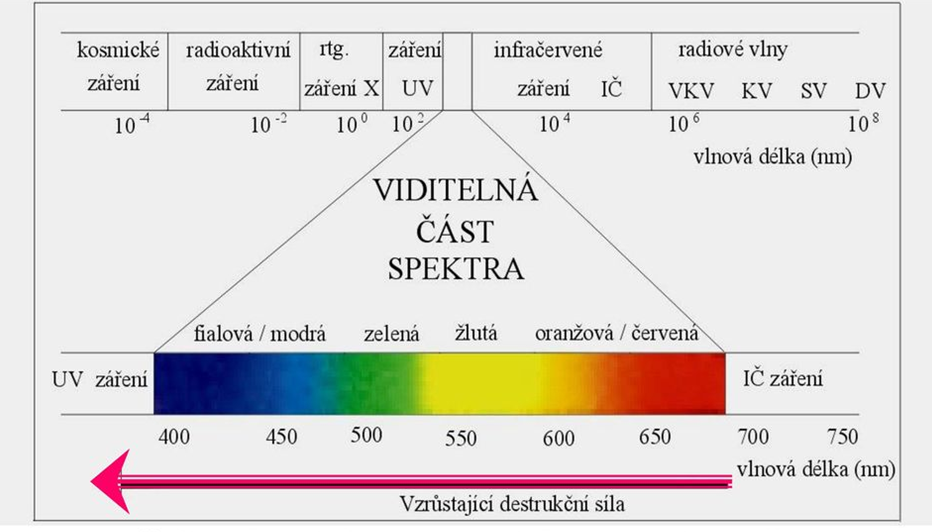 kosmické
záření
radioaktivní
záření
rtg.
záření X
záření
UV
infračervené
záření IČ
radiové vlny
VKV KV SV DV
10⁻⁴ 10⁻² 10⁰ 10² 10⁴ 10⁶ 10⁸
vlnová délka (nm)
VIDITELNÁ
ČÁST
SPEKTRA
fialová / modrá zelená žlutá oranžová / červená
UV záření IČ záření
400 450 500 550 600 650 700 750
vlnová délka (nm)
Vzrůstající destrukční síla